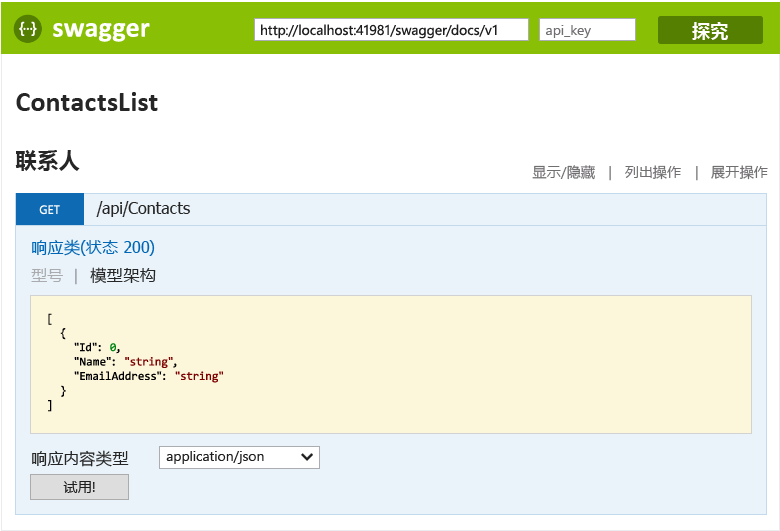 {··} swagger http://localhost:41981/swagger/docs/v1 api_key 探究
ContactsList
联系人
显示/隐藏 | 列出操作 | 展开操作
GET /api/Contacts
响应类(状态 200)
型号 | 模型架构
[
{
"Id": 0,
"Name": "string",
"EmailAddress": "string"
}
]
响应内容类型 application/json
试用!